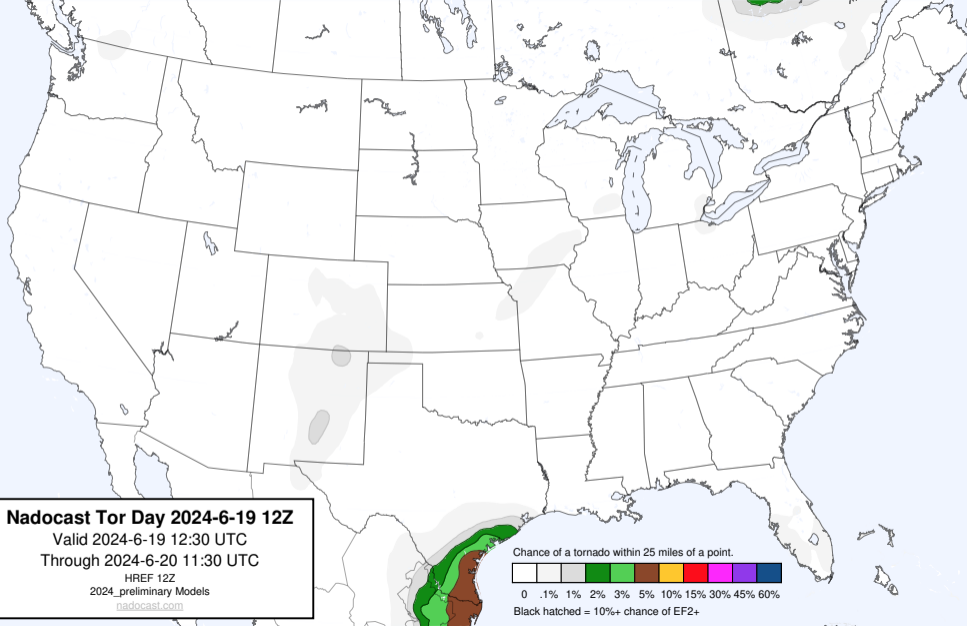 Nadocast Tor Day 2024-6-19 12Z
Valid 2024-6-19 12:30 UTC
Through 2024-6-20 11:30 UTC
HREF 12Z
2024_preliminary Models
nadocast.com
Chance of a tornado within 25 miles of a point.
0 .1% 1% 2% 3% 5% 10% 15% 30% 45% 60%
Black hatched = 10%+ chance of EF2+